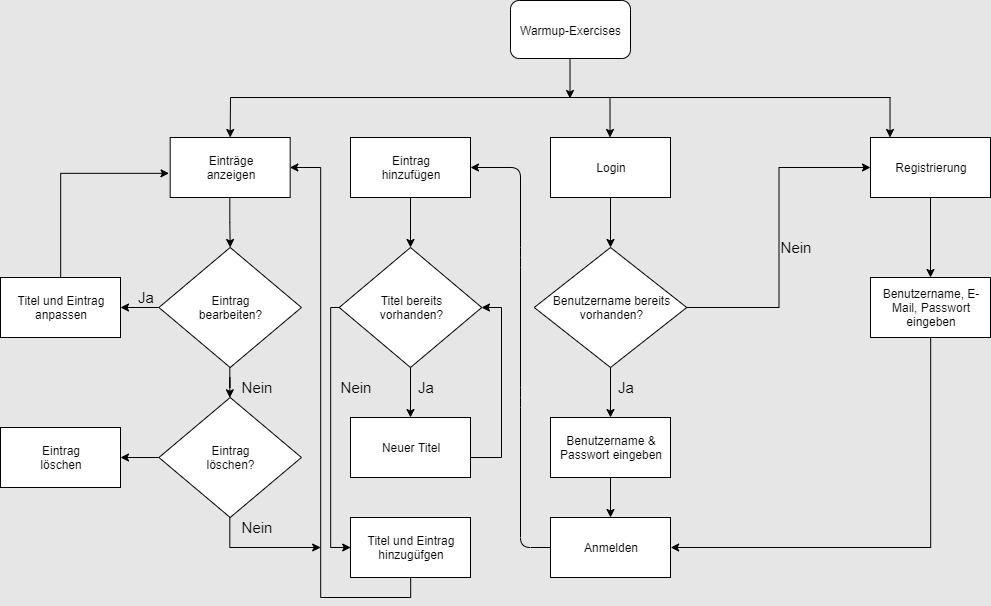 Warmup-Exercises
Einträge
anzeigen
Eintrag
hinzufügen
Login
Registrierung
Nein
Titel und Eintrag
anpassen
Ja
Eintrag
bearbeiten?
Titel bereits
vorhanden?
Benutzername bereits
vorhanden?
Benutzername, E-
Mail, Passwort
eingeben
Nein
Nein
Ja
Ja
Eintrag
löschen
Eintrag
löschen?
Neuer Titel
Benutzername &
Passwort eingeben
Nein
Titel und Eintrag
hinzugüfgen
Anmelden